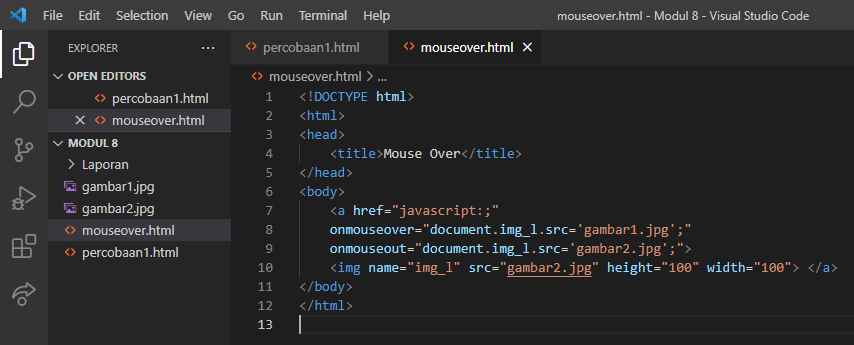 File Edit Selection View Go Run Terminal Help mouseover.html - Modul 8 - Visual Studio Code
EXPLORER ...
percobaan1.html mouseover.html
OPEN EDITORS
percobaan1.html
mouseover.html
MODUL 8
Laporan
gambar1.jpg
gambar2.jpg
mouseover.html
percobaan1.html
mouseover.html > ...
1 <!DOCTYPE html>
2 <html>
3 <head>
4 <title>Mouse Over</title>
5 </head>
6 <body>
7 <a href="javascript:;"
8 onmouseover="document.img_l.src='gambar1.jpg';"
9 onmouseout="document.img_l.src='gambar2.jpg';">
10 <img name="img_l" src="gambar2.jpg" height="100" width="100"> </a>
11 </body>
12 </html>
13